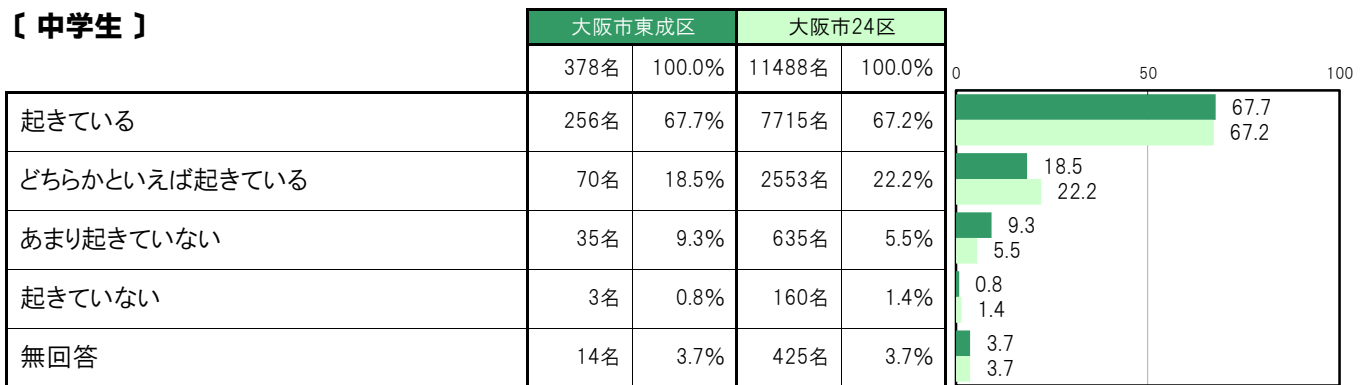 〔 中学生 〕
大阪市東成区 大阪市24区
378名 100.0% 11488名 100.0%
0 50 100
起きている 256名 67.7% 7715名 67.2% 67.7
67.2
どちらかといえば起きている 70名 18.5% 2553名 22.2% 18.5
22.2
あまり起きていない 35名 9.3% 635名 5.5% 9.3
5.5
起きていない 3名 0.8% 160名 1.4% 0.8
1.4
無回答 14名 3.7% 425名 3.7% 3.7
3.7